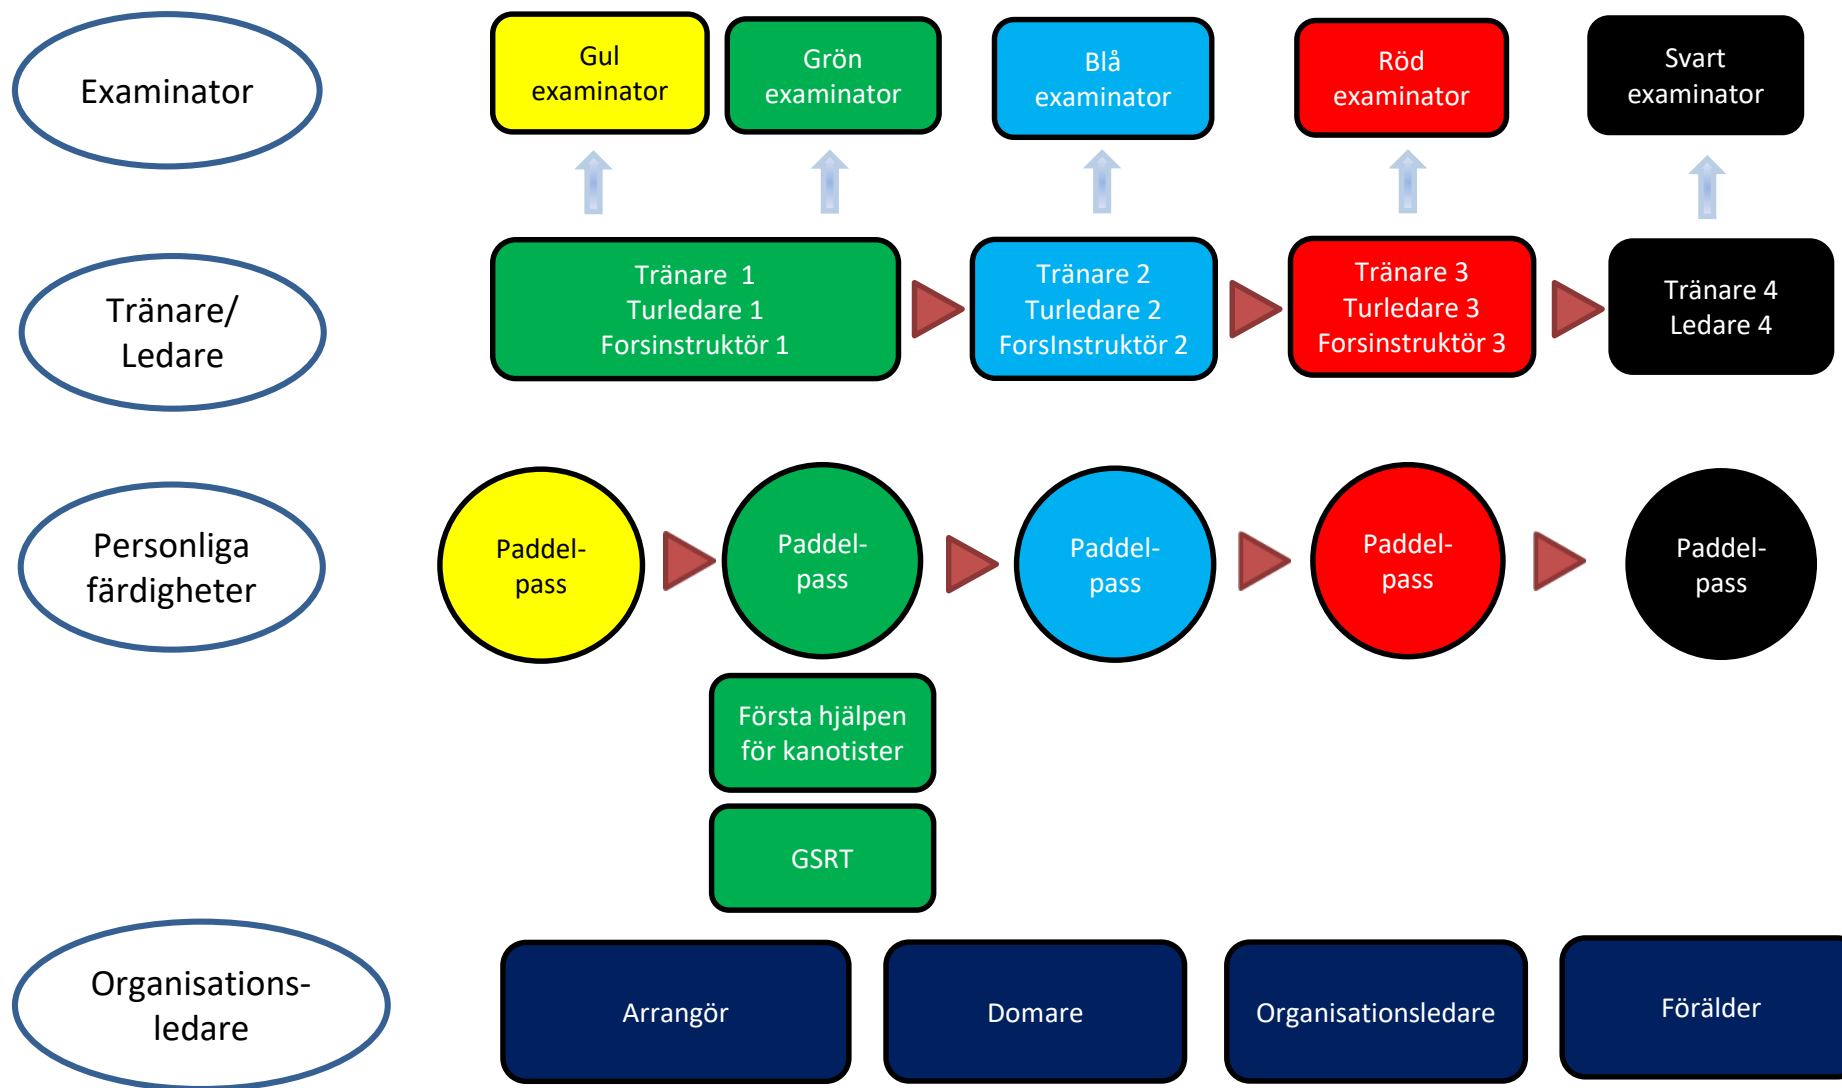 Examinator
Gul
examinator
Grön
examinator
Blå
examinator
Röd
examinator
Svart
examinator
Tränare/
Ledare
Tränare 1
Turledare 1
Forsinstruktör 1
Tränare 2
Turledare 2
ForsInstruktör 2
Tränare 3
Turledare 3
Forsinstruktör 3
Tränare 4
Ledare 4
Personliga
färdigheter
Paddel-
pass
Paddel-
pass
Paddel-
pass
Paddel-
pass
Paddel-
pass
Första hjälpen
för kanotister
GSRT
Organisations-
ledare
Arrangör
Domare
Organisationsledare
Förälder